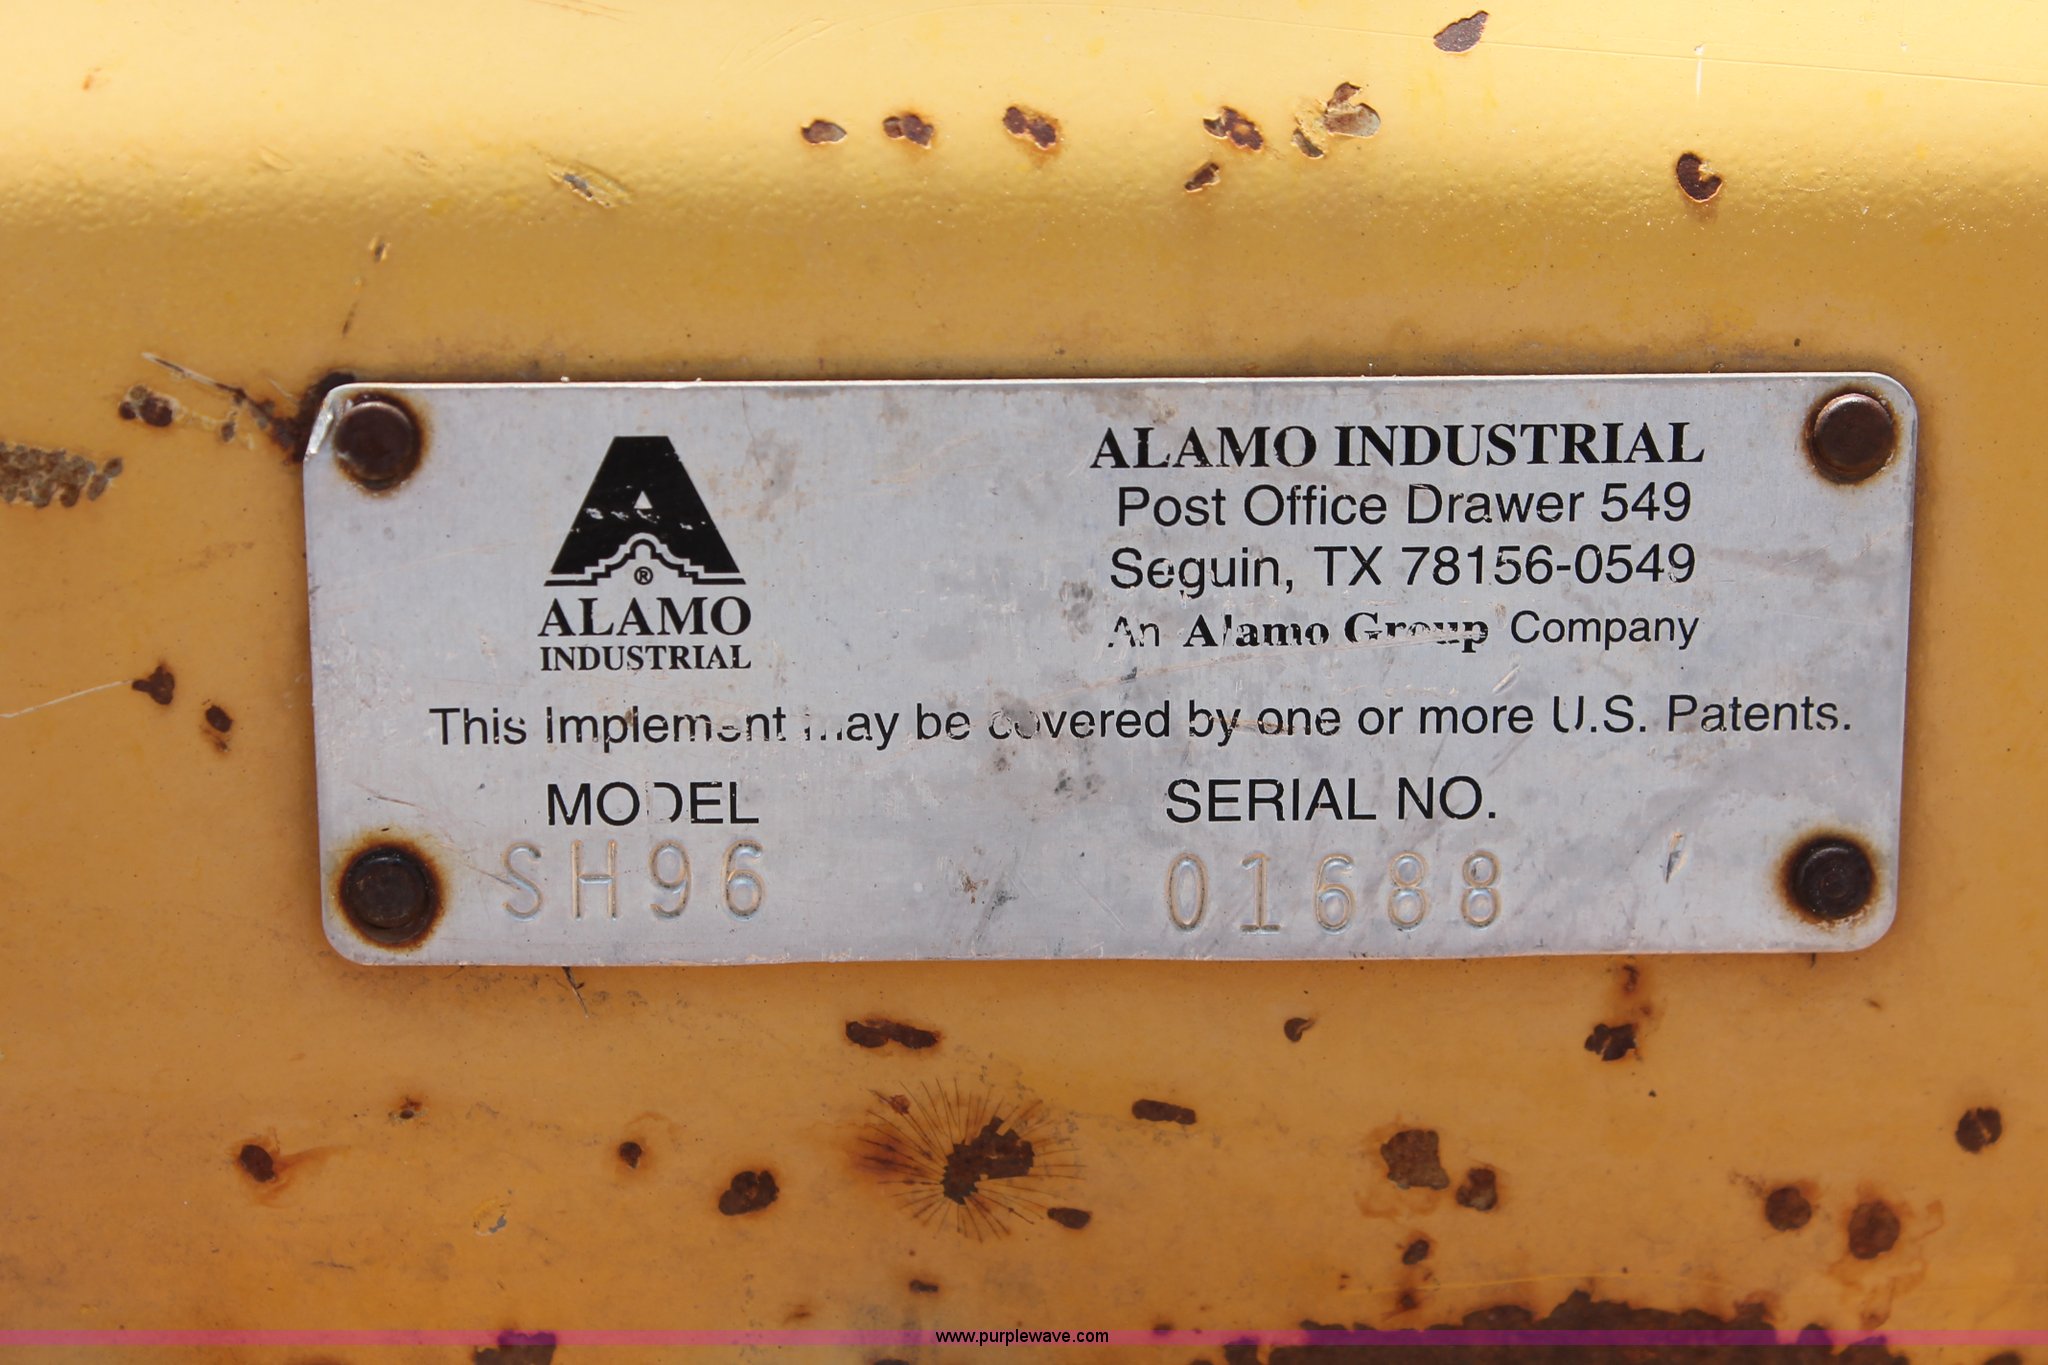 ALAMO
INDUSTRIAL
ALAMO INDUSTRIAL
Post Office Drawer 549
Seguin, TX 78156-0549
An Alamo Group Company
This Implement may be covered by one or more U.S. Patents.
MODEL
SH96
SERIAL NO.
01688
www.purplewave.com